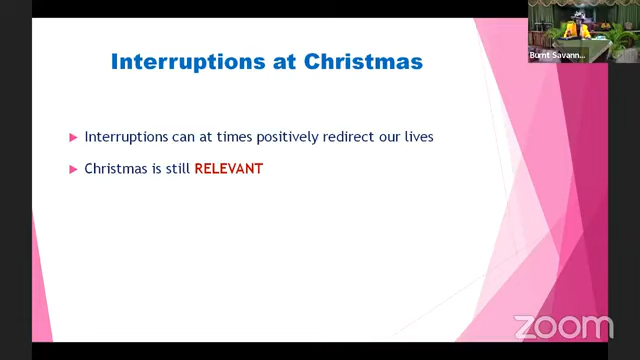 Interruptions at Christmas
Burnt Savann...
Interruptions can at times positively redirect our lives
Christmas is still RELEVANT
zoom